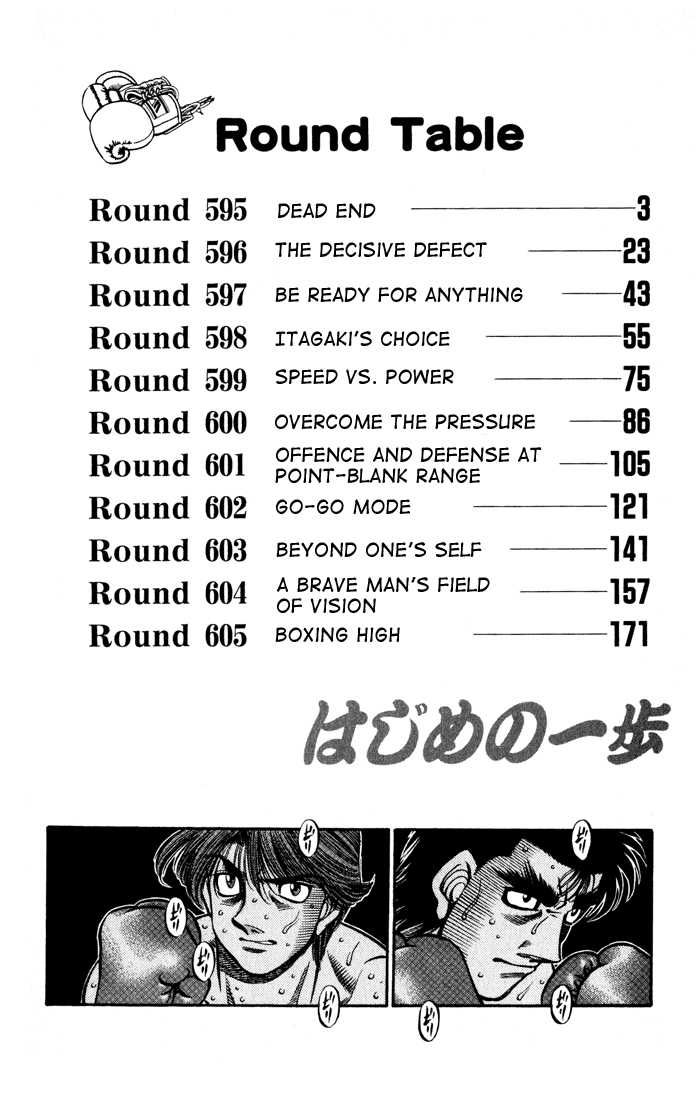 Round Table
Round 595 DEAD END 3
Round 596 THE DECISIVE DEFECT 23
Round 597 BE READY FOR ANYTHING 43
Round 598 ITAGAKI'S CHOICE 55
Round 599 SPEED VS. POWER 75
Round 600 OVERCOME THE PRESSURE 86
Round 601 OFFENCE AND DEFENSE AT
POINT-BLANK RANGE 105
Round 602 GO-GO MODE 121
Round 603 BEYOND ONE'S SELF 141
Round 604 A BRAVE MAN'S FIELD
OF VISION 157
Round 605 BOXING HIGH 171
はじめの一歩